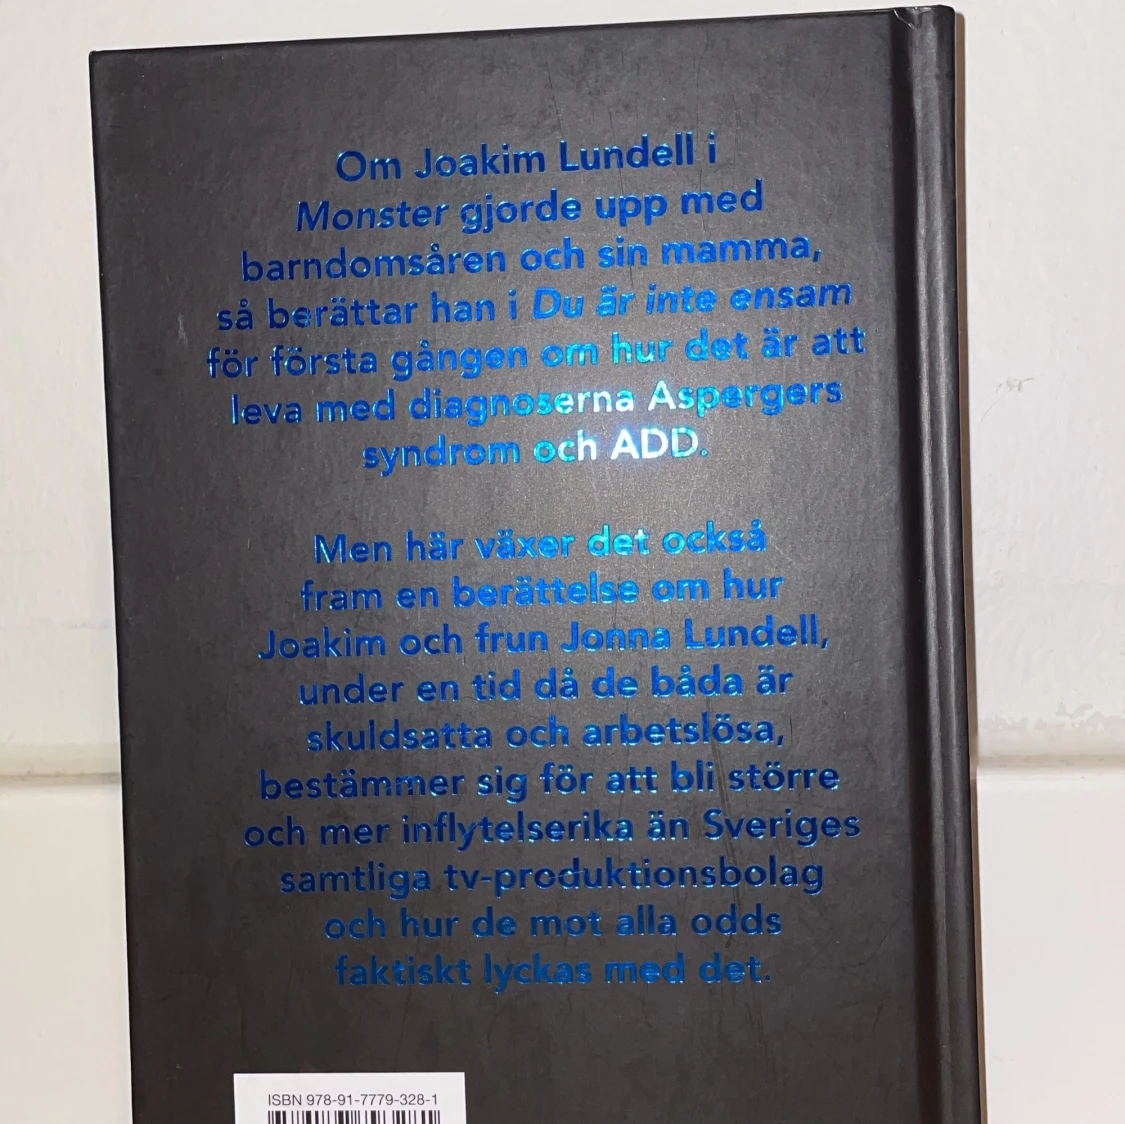 Om Joakim Lundell i
Monster gjorde upp med
barndomsåren och sin mamma,
så berättar han i Du är inte ensam
för första gången om hur det är att
leva med diagnoserna Aspergers
syndrom och ADD.
Men här växer det också
fram en berättelse om hur
Joakim och frun Jonna Lundell,
under en tid då de båda är
skuldsatta och arbetslösa,
bestämmer sig för att bli större
och mer inflytelserika än Sveriges
samtliga tv-produktionsbolag
och hur de mot alla odds
faktiskt lyckas med det.
ISBN 978-91-7779-328-1